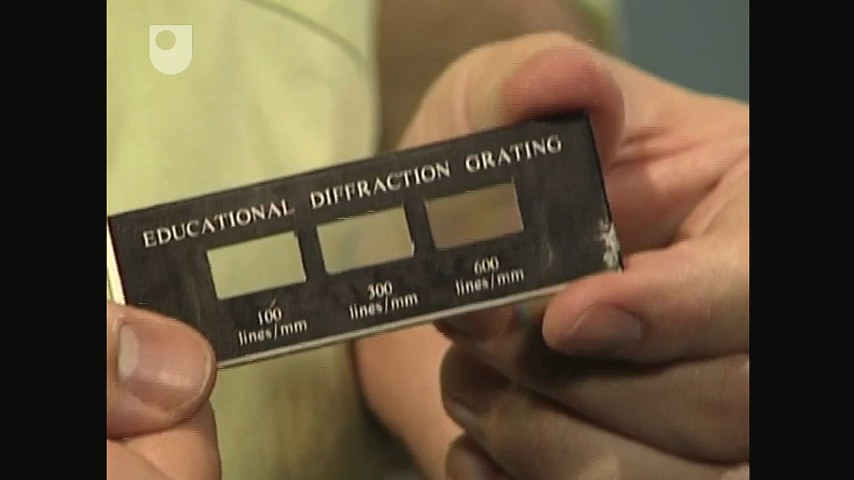 EDUCATIONAL DIFFRACTION GRATING
100 300 600
lines/mm lines/mm lines/mm